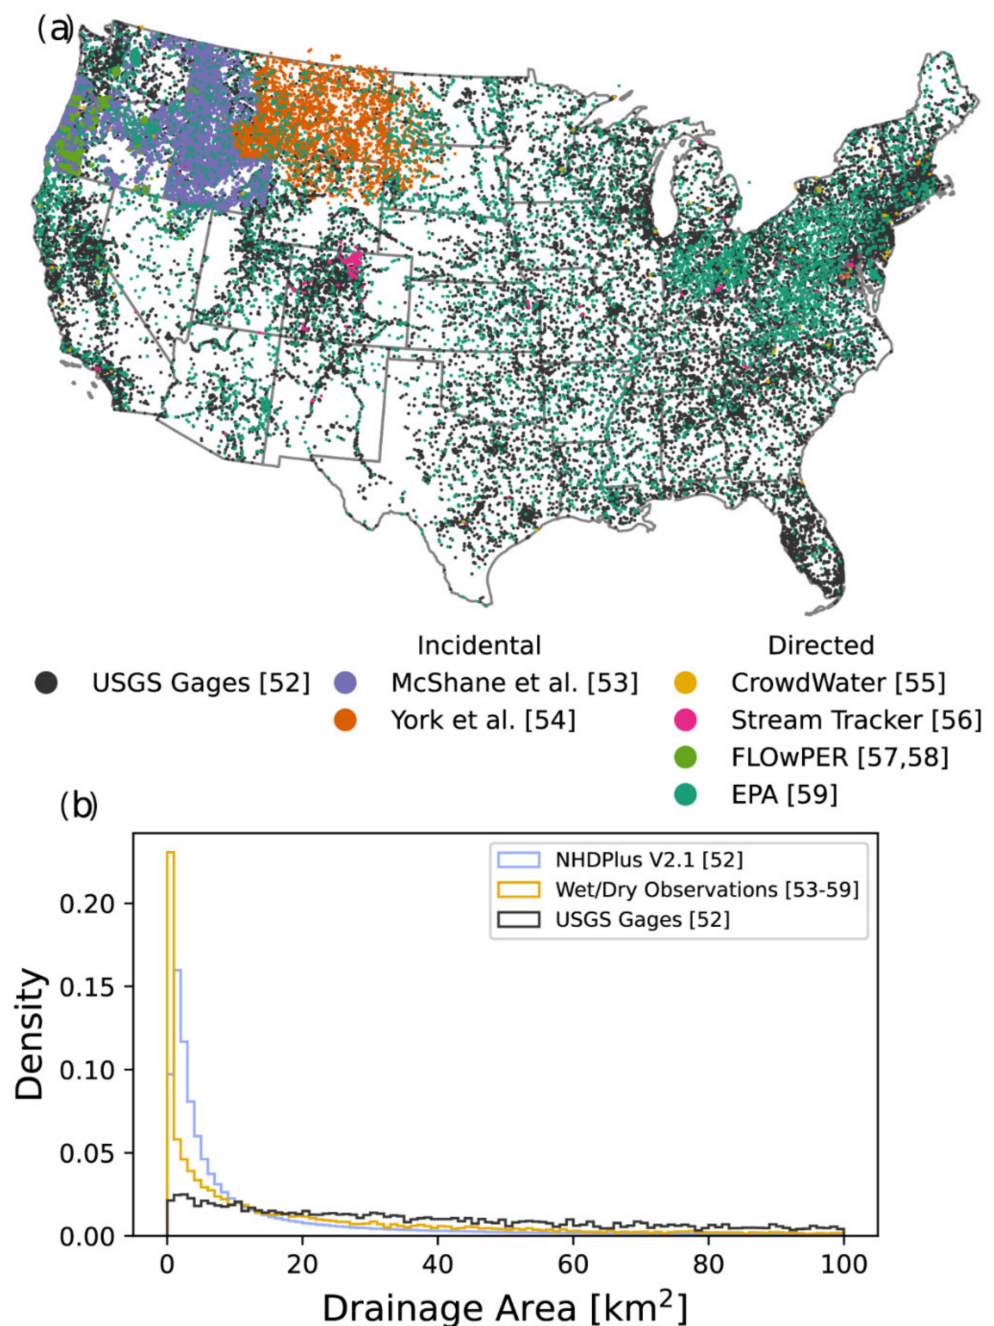 (a)
Incidental Directed
USGS Gages [52] McShane et al. [53] CrowdWater [55]
York et al. [54] Stream Tracker [56]
FLOwPER [57,58]
EPA [59]
(b)
NHDPlus V2.1 [52]
Wet/Dry Observations [53-59]
USGS Gages [52]
Density
0.20
0.15
0.10
0.05
0.00
0 20 40 60 80 100
Drainage Area [km²]